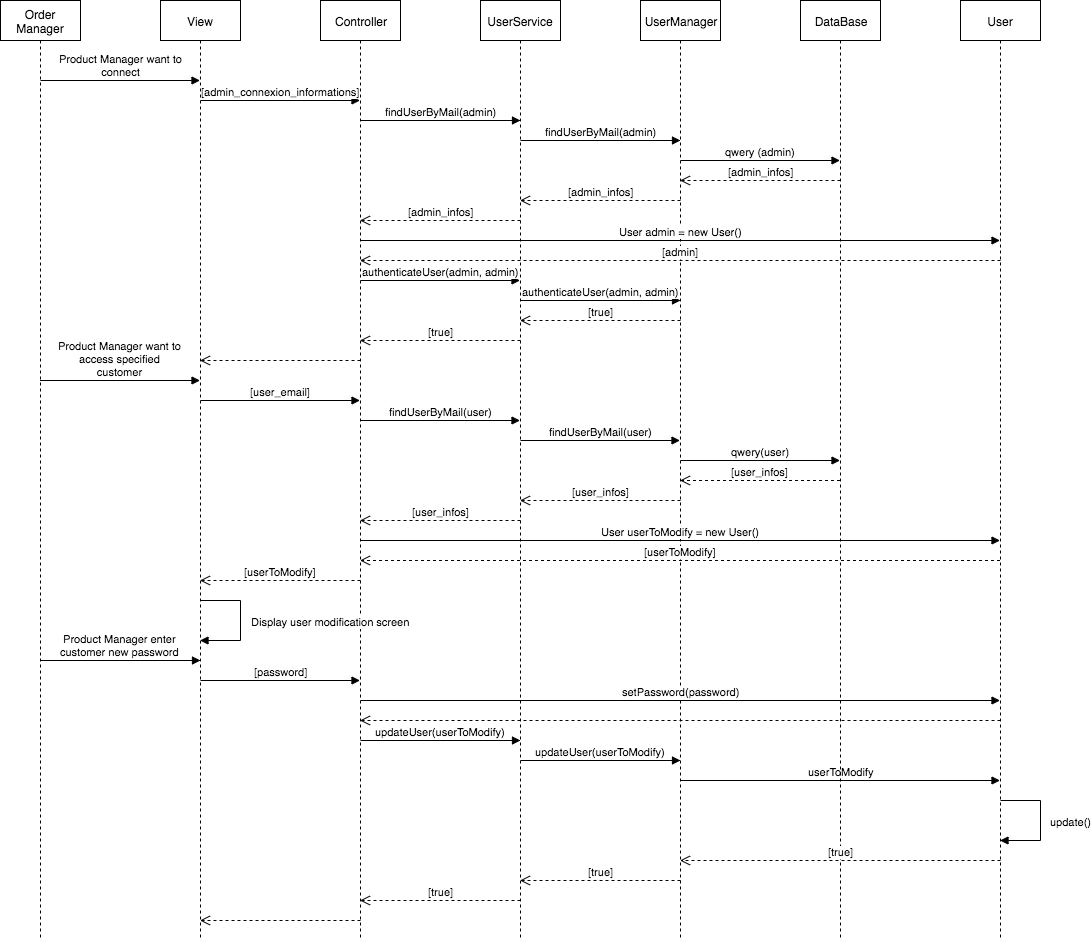 Order
Manager
View
Controller
UserService
UserManager
DataBase
User
Product Manager want to
connect
[admin_connexion_informations]
findUserByMail(admin)
findUserByMail(admin)
qwery (admin)
[admin_infos]
[admin_infos]
[admin_infos]
User admin = new User()
[admin]
authenticateUser(admin, admin)
authenticateUser(admin, admin)
[true]
[true]
Product Manager want to
access specified
customer
[user_email]
findUserByMail(user)
findUserByMail(user)
qwery(user)
[user_infos]
[user_infos]
[user_infos]
User userToModify = new User()
[userToModify]
[userToModify]
Display user modification screen
Product Manager enter
customer new password
[password]
setPassword(password)
updateUser(userToModify)
updateUser(userToModify)
userToModify
update()
[true]
[true]
[true]